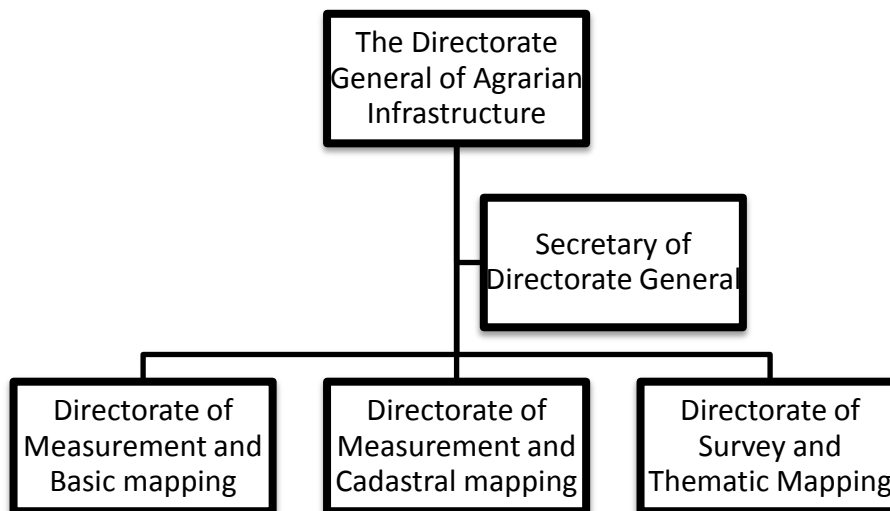 The Directorate
General of Agrarian
Infrastructure
Secretary of
Directorate General
Directorate of
Measurement and
Basic mapping
Directorate of
Measurement and
Cadastral mapping
Directorate of
Survey and
Thematic Mapping